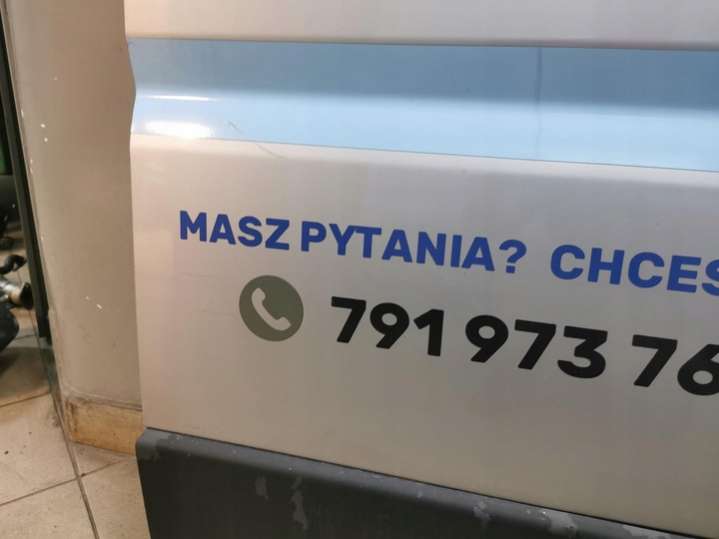 MASZ PYTANIA? CHCES
791 973 76